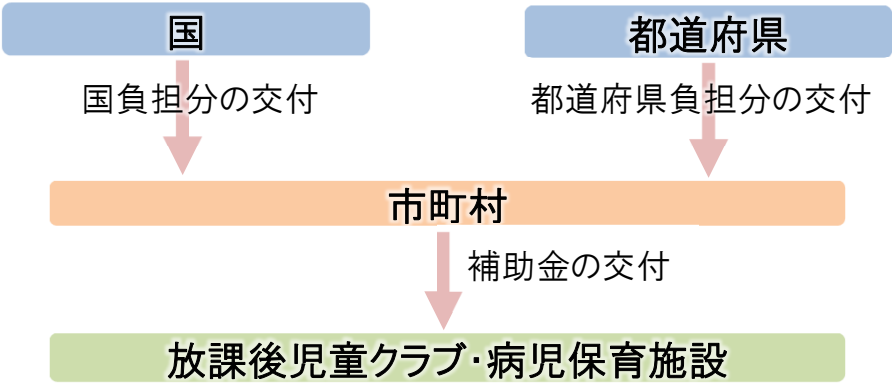 国
都道府県
国負担分の交付
都道府県負担分の交付
市町村
補助金の交付
放課後児童クラブ・病児保育施設